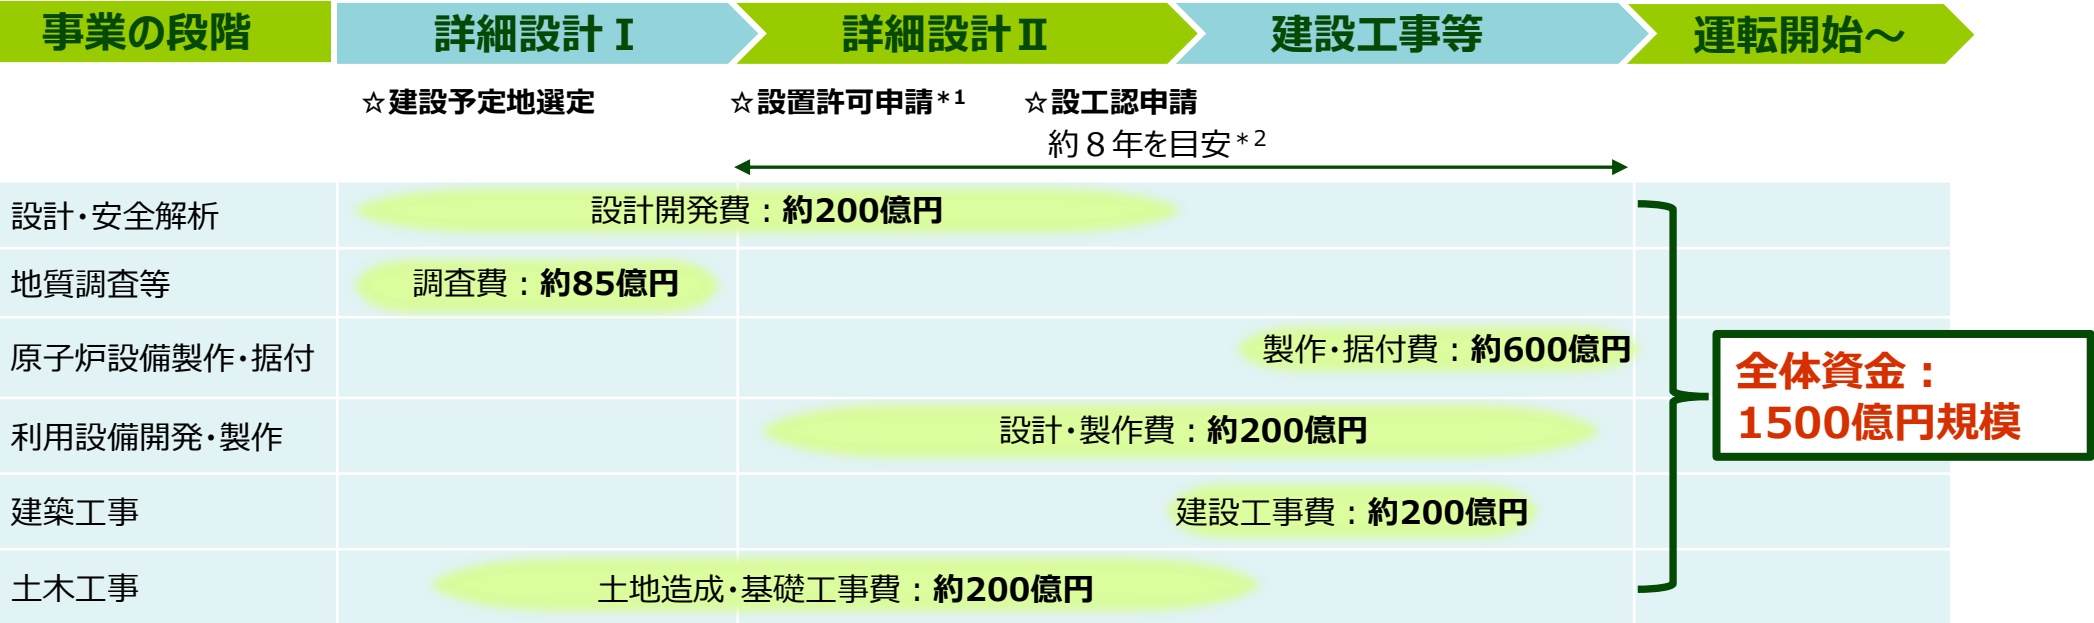 事業の段階 詳細設計Ⅰ 詳細設計Ⅱ 建設工事等 運転開始～
☆建設予定地選定 ☆設置許可申請*1 ☆設工認申請
約８年を目安*2
設計・安全解析 設計開発費：約200億円
地質調査等 調査費：約85億円
原子炉設備製作・据付 製作・据付費：約600億円
全体資金：
1500億円規模
利用設備開発・製作 設計・製作費：約200億円
建築工事 建設工事費：約200億円
土木工事 土地造成・基礎工事費：約200億円